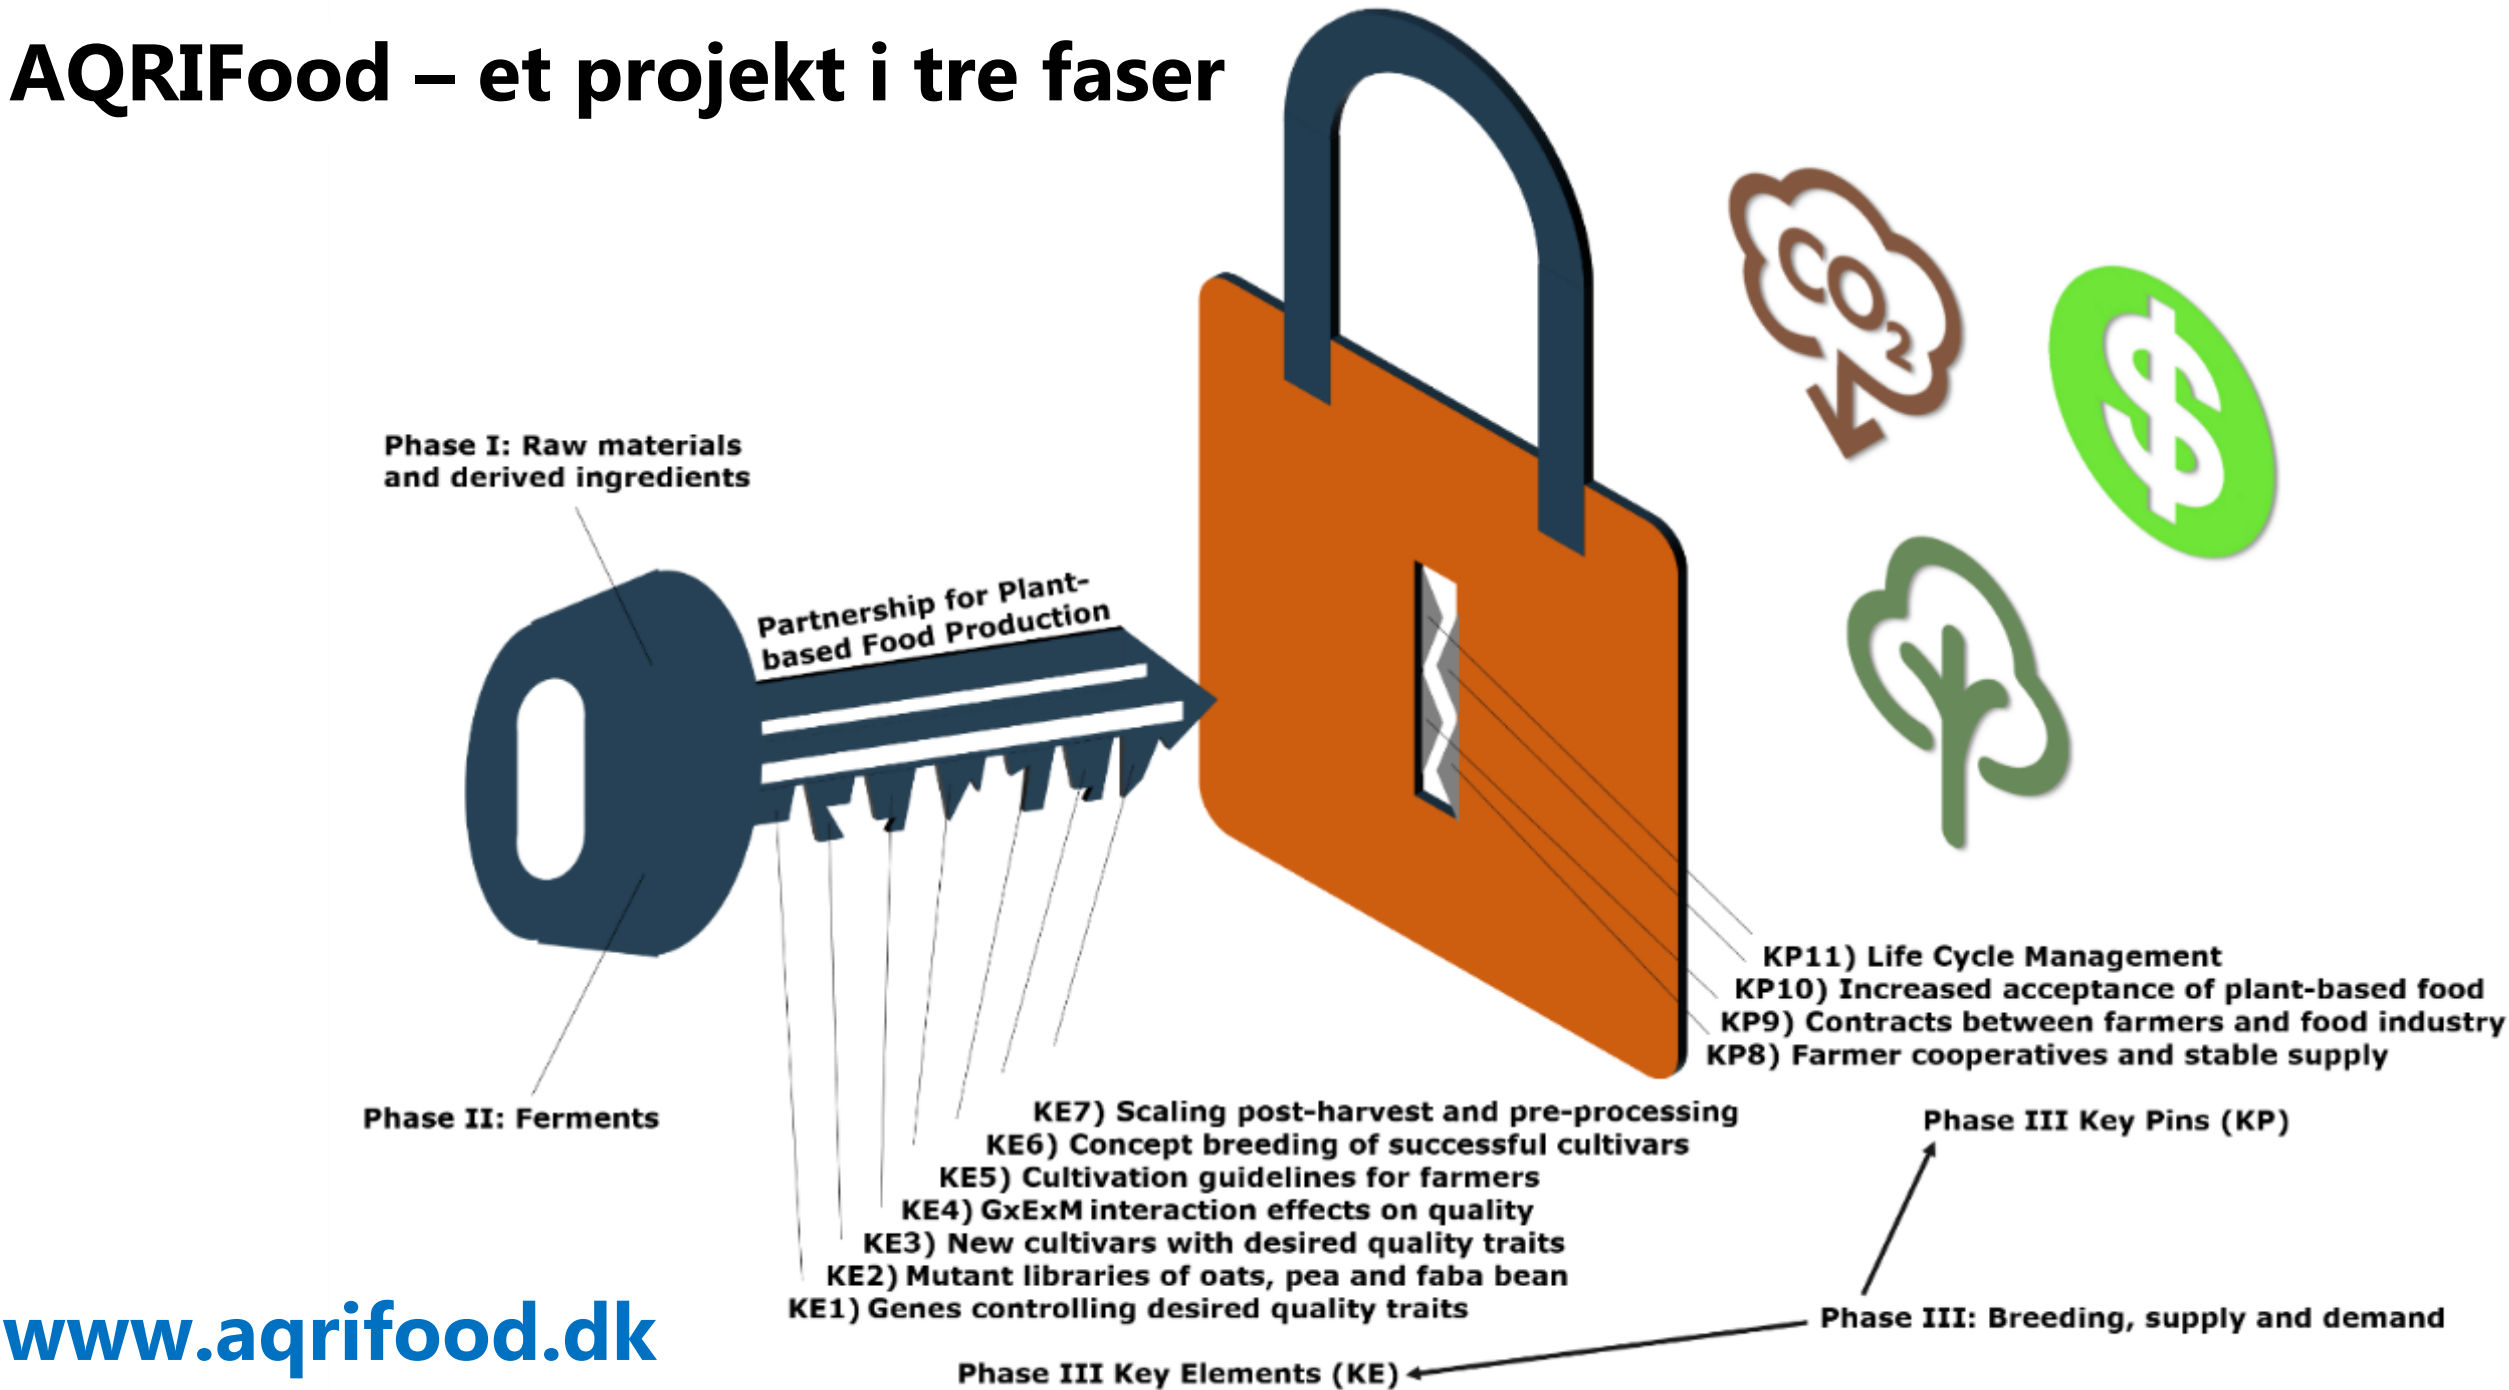 AQRIFood – et projekt i tre faser
CO2
$
Phase I: Raw materials
and derived ingredients
Partnership for Plant-
based Food Production
Phase II: Ferments
KP11) Life Cycle Management
KP10) Increased acceptance of plant-based food
KP9) Contracts between farmers and food industry
KP8) Farmer cooperatives and stable supply
Phase III Key Pins (KP)
KE7) Scaling post-harvest and pre-processing
KE6) Concept breeding of successful cultivars
KE5) Cultivation guidelines for farmers
KE4) GxExM interaction effects on quality
KE3) New cultivars with desired quality traits
KE2) Mutant libraries of oats, pea and faba bean
KE1) Genes controlling desired quality traits
Phase III: Breeding, supply and demand
Phase III Key Elements (KE)
www.aqrifood.dk